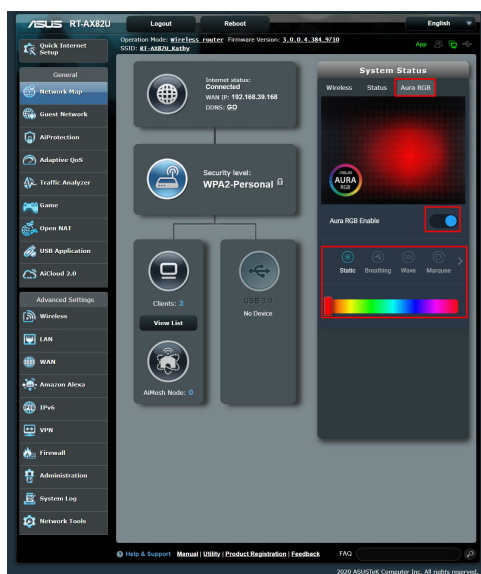 ASUS RT-AX82U
Logout
Reboot
English
Operation Mode: Wireless router Firmware Version: 3.0.0.4.384_9710
SSID: RT-AX82U_Kathy
App
Quick Internet
Setup
General
Network Map
Guest Network
AiProtection
Adaptive QoS
Traffic Analyzer
Game
Open NAT
USB Application
AiCloud 2.0
Advanced Settings
Wireless
LAN
WAN
Amazon Alexa
IPv6
VPN
Firewall
Administration
System Log
Network Tools
Internet status:
Connected
WAN IP: 192.168.39.168
DDNS: GO
Security level:
WPA2-Personal
Clients: 2
View List
USB 3.0
No Device
AiMesh Node: 0
System Status
Wireless Status Aura RGB
AURA
RGB
Aura RGB
Enable
Static Breathing Wave Marquee
Help & Support Manual | Utility | Product Registration | Feedback FAQ
2020 ASUSTeK Computer Inc. All rights reserved